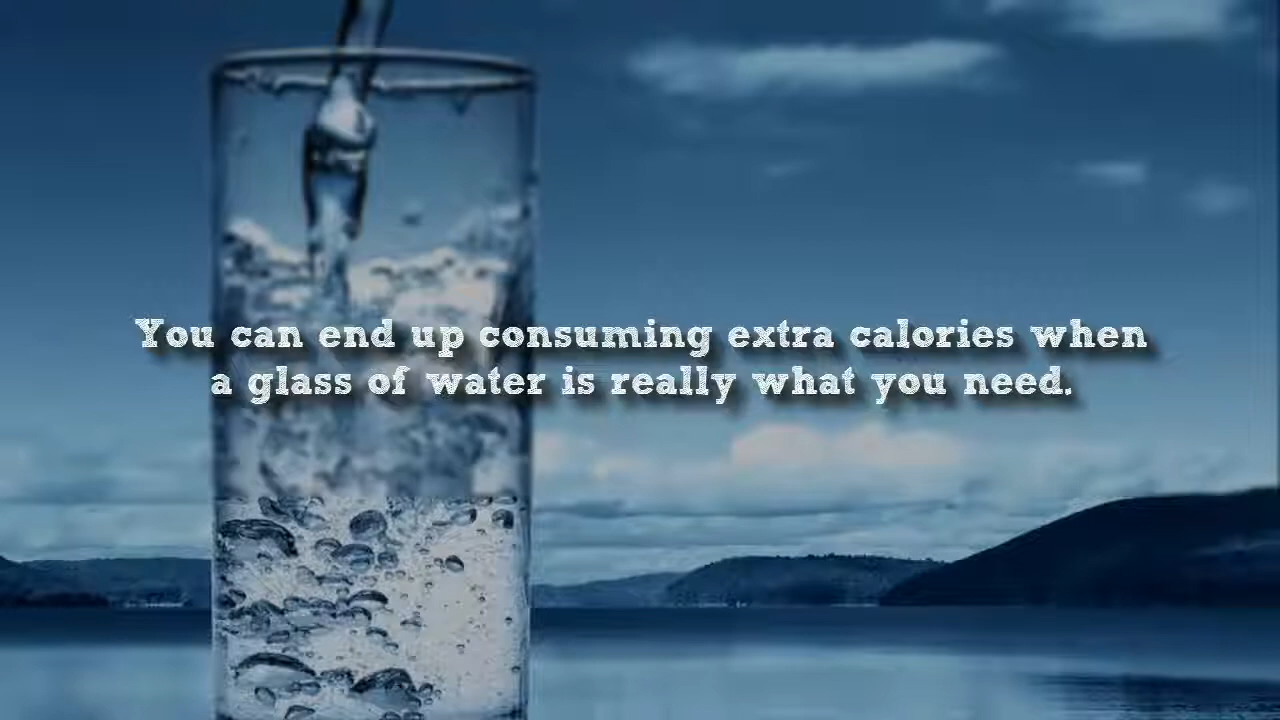 You can end up consuming extra calories when
a glass of water is really what you need.